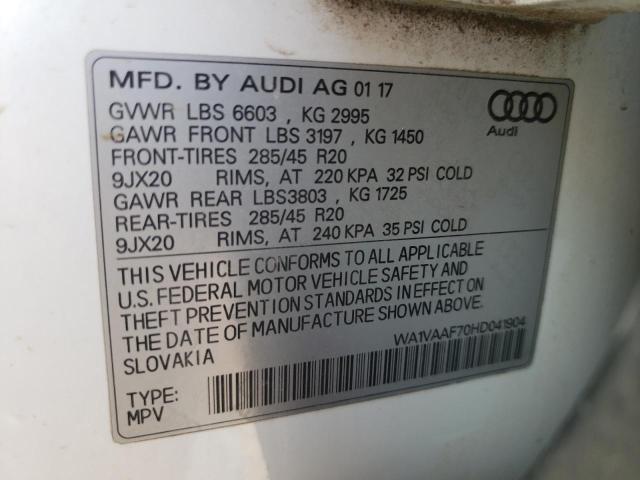 MFD. BY AUDI AG 01 17
GVWR LBS 6603 , KG 2995
GAWR FRONT LBS 3197 , KG 1450
FRONT-TIRES 285/45 R20
9JX20 RIMS, AT 220 KPA 32 PSI COLD
GAWR REAR LBS3803 , KG 1725
REAR-TIRES 285/45 R20
9JX20 RIMS, AT 240 KPA 35 PSI COLD
Audi
THIS VEHICLE CONFORMS TO ALL APPLICABLE
U.S. FEDERAL MOTOR VEHICLE SAFETY AND
THEFT PREVENTION STANDARDS IN EFFECT ON
THE DATE OF MANUFACTURE SHOWN ABOVE.
SLOVAKIA
WA1VAAF70HD041904
TYPE:
MPV